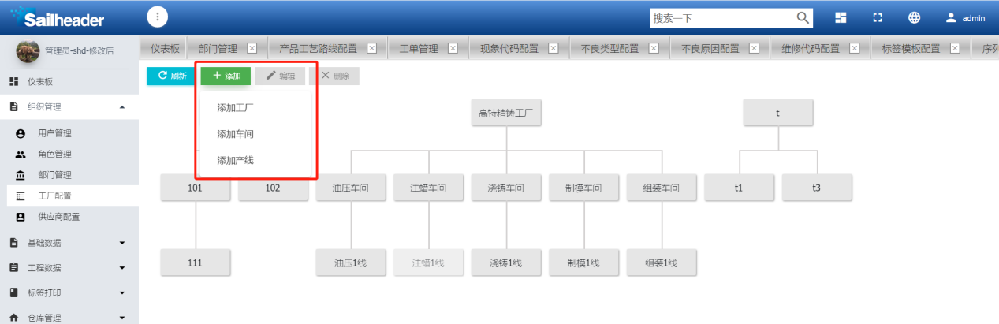 Sailheader
搜索一下
admin
管理员-shd-修改后
仪表板 部门管理 产品工艺路线配置 工单管理 现象代码配置 不良类型配置 不良原因配置 维修代码配置 标签模板配置 序列
刷新 添加 编辑 删除
仪表板
组织管理
用户管理
角色管理
部门管理
工厂配置
供应商配置
基础数据
工程数据
标签打印
仓库管理
添加工厂
添加车间
添加产线
高特精铸工厂 t
101 102 油压车间 注蜡车间 浇铸车间 制模车间 组装车间 t1 t3
111 油压1线 注蜡1线 浇铸1线 制模1线 组装1线